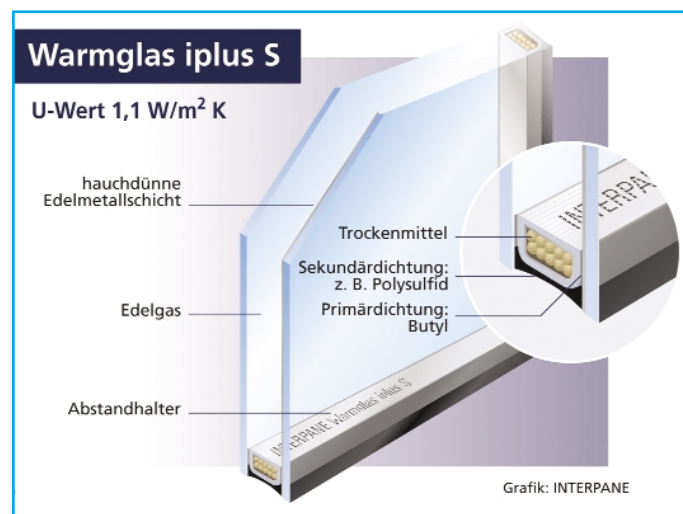 Warmglas iplus S
U-Wert 1,1 W/m² K
hauchdünne
Edelmetallschicht
Edelgas
Abstandhalter
Trockenmittel
Sekundärdichtung:
z. B. Polysulfid
Primärdichtung:
Butyl
INTERPANE
INTERPANE Warmglas iplus S
Grafik: INTERPANE